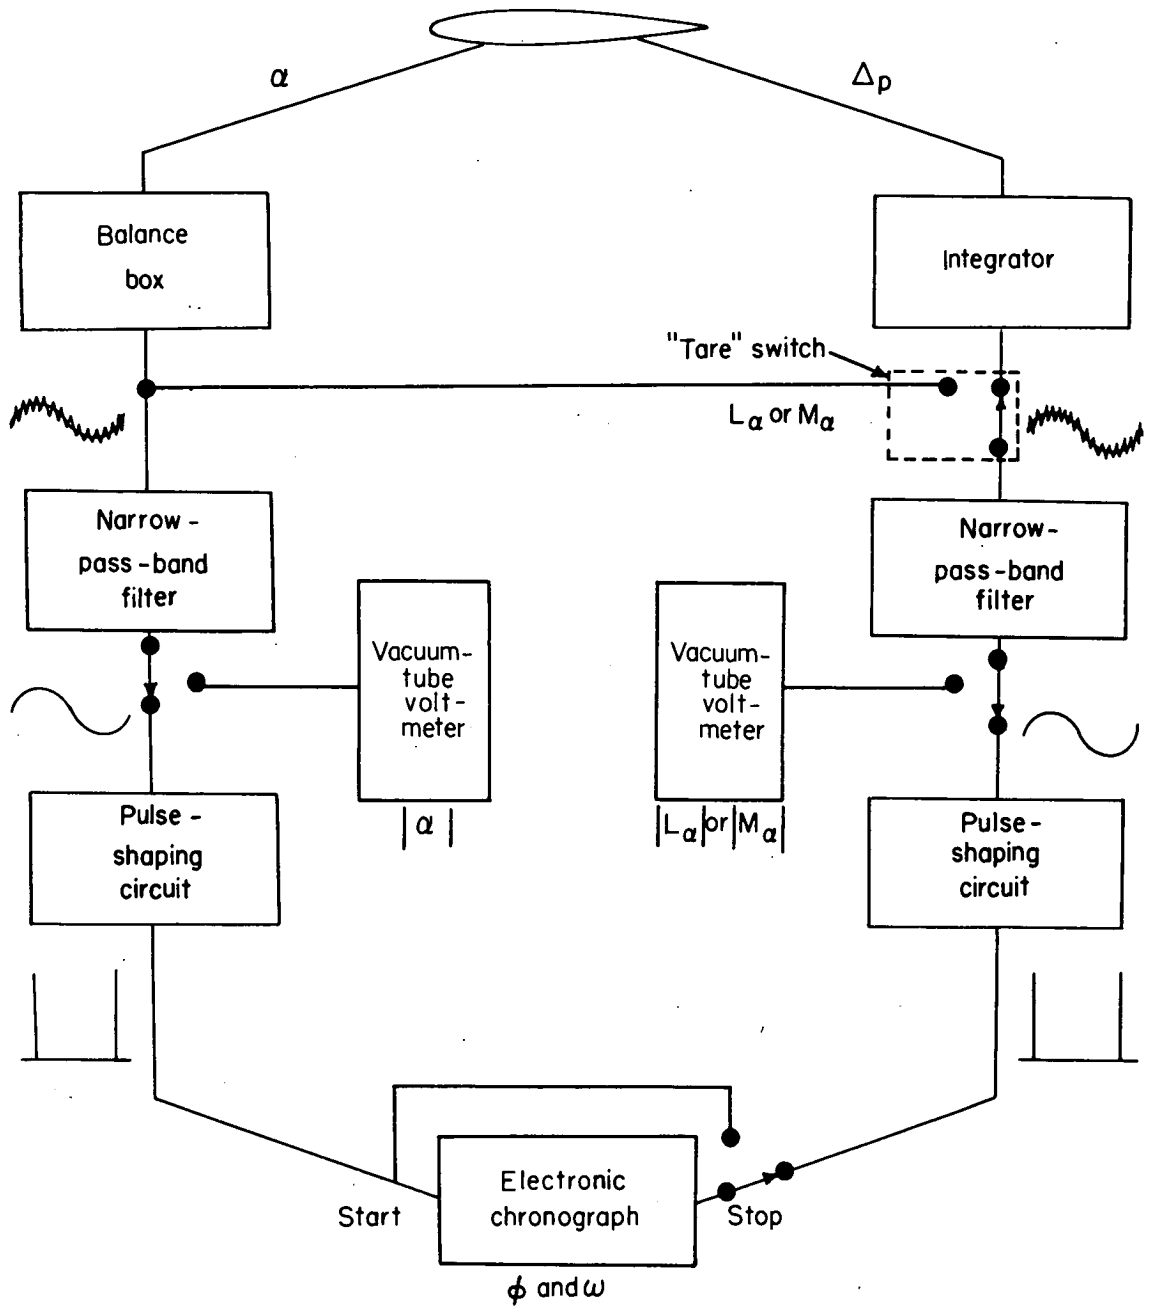 α
Δp
Balance
box
Integrator
"Tare" switch
Lα or Mα
Narrow-
pass-band
filter
Narrow-
pass-band
filter
Vacuum-
tube
volt-
meter
Vacuum-
tube
volt-
meter
|α|
|Lα|or|Mα|
Pulse-
shaping
circuit
Pulse-
shaping
circuit
Electronic
chronograph
Start
Stop
ϕ and ω